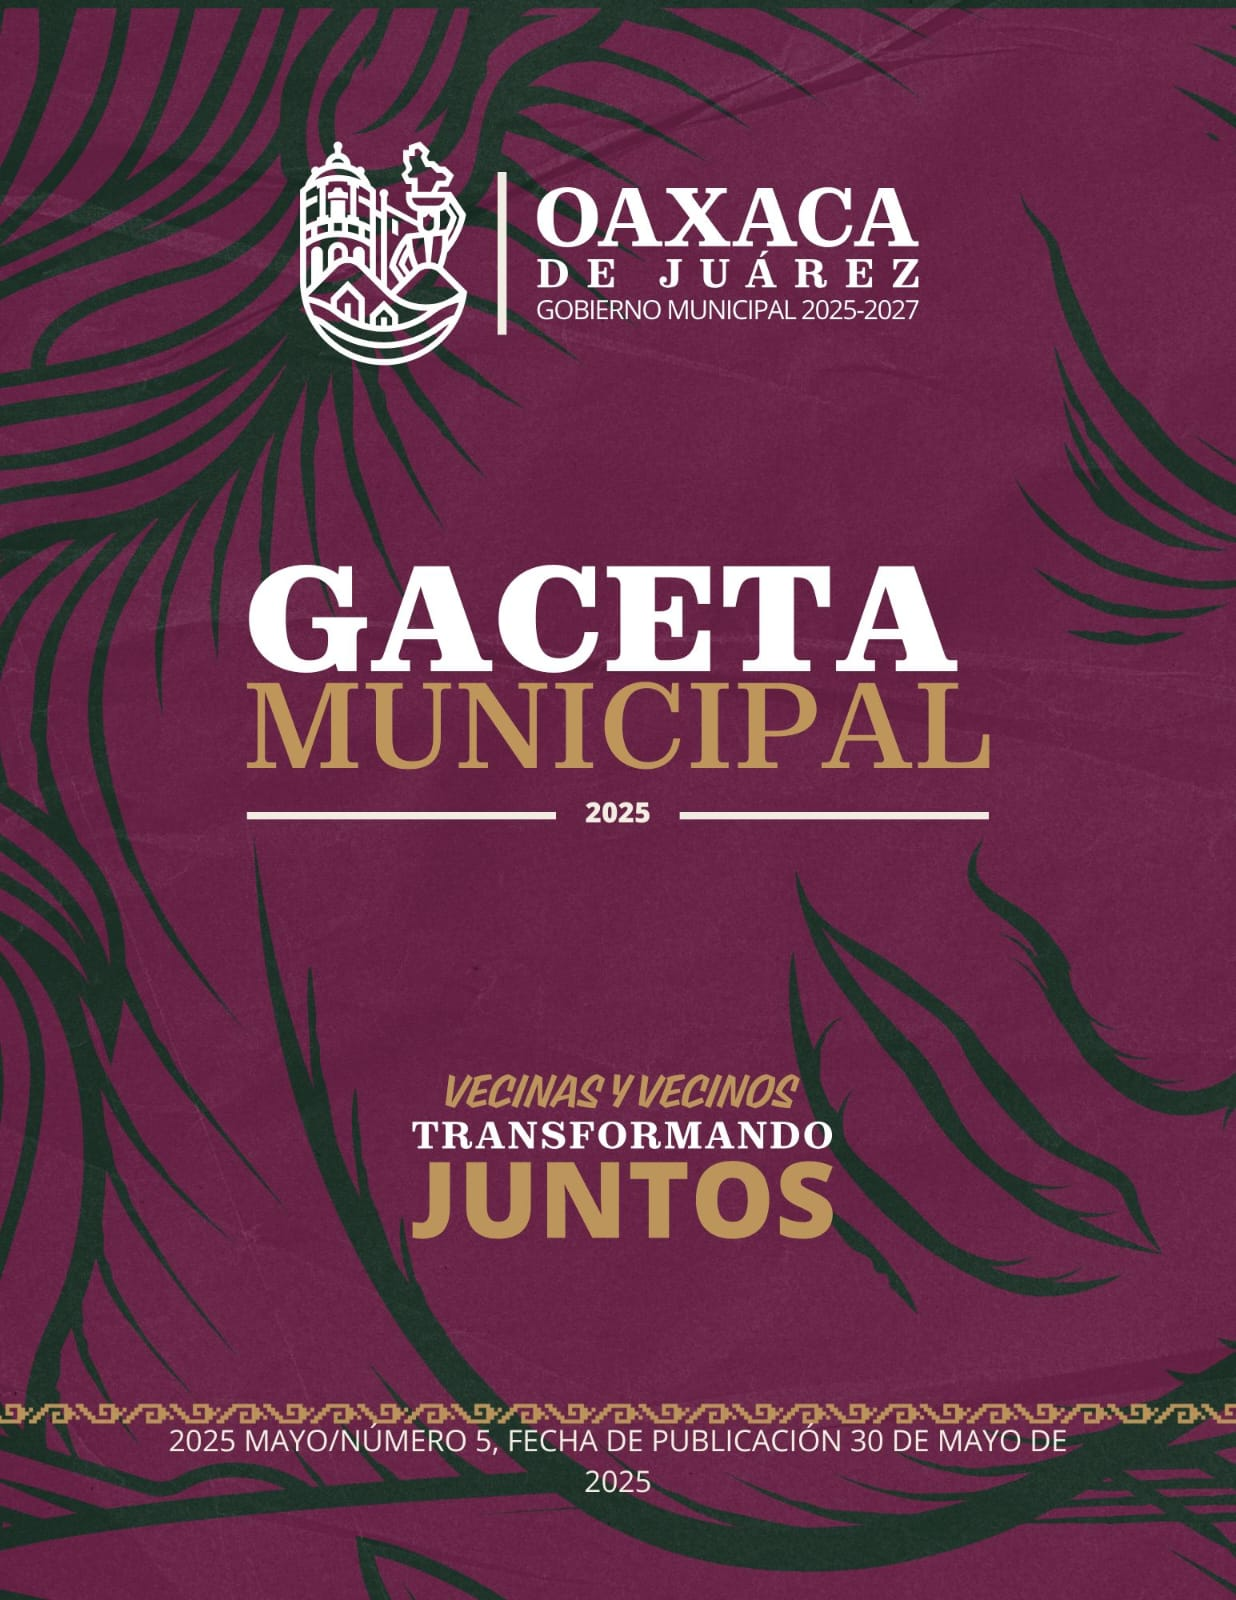 OAXACA
DE JUÁREZ
GOBIERNO MUNICIPAL 2025-2027
GACETA
MUNICIPAL
2025
VECINAS Y VECINOS
TRANSFORMANDO
JUNTOS
2025 MAYO/NÚMERO 5, FECHA DE PUBLICACIÓN 30 DE MAYO DE
2025